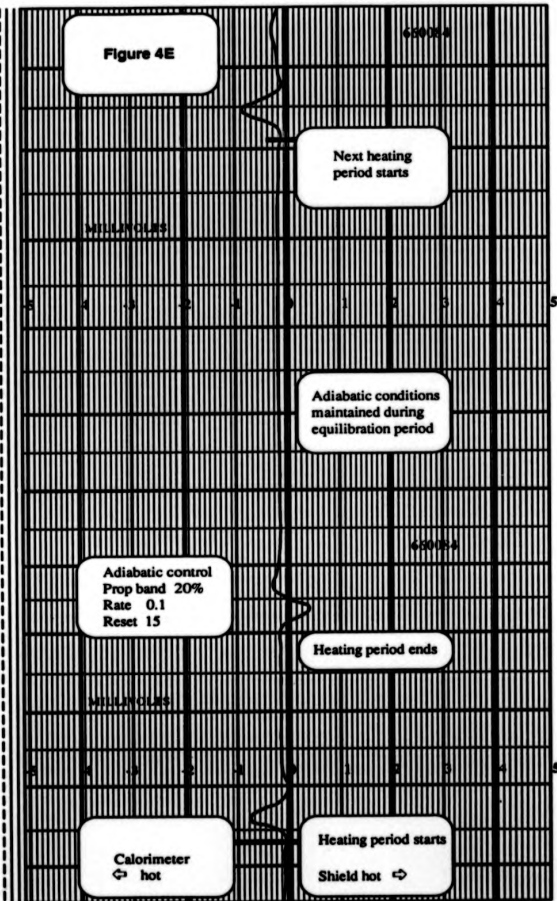 Figure 4E
650084
Next heating
period starts
MILLIVOLTS
-5 -4 -3 -2 -1 0 1 2 3 4 5
Adiabatic conditions
maintained during
equilibration period
650084
Adiabatic control
Prop band 20%
Rate 0.1
Reset 15
Heating period ends
MILLIVOLTS
-5 -4 -3 -2 -1 0 1 2 3 4 5
Calorimeter
⇦ hot
Heating period starts
Shield hot ⇨